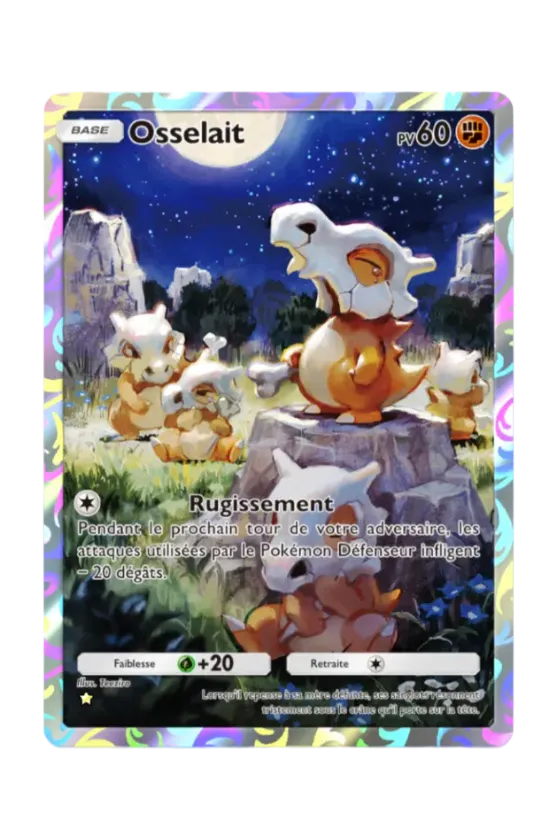 BASE Osselait PV60
Rugissement
Pendant le prochain tour de votre adversaire, les
attaques utilisées par le Pokémon Défenseur infligent
– 20 dégâts.
Faiblesse +20 Retraite
Illus. Teeziro
Lorsqu'il repense à sa mère défunte, ses sanglots résonnent
tristement sous le crâne qu'il porte sur la tête.